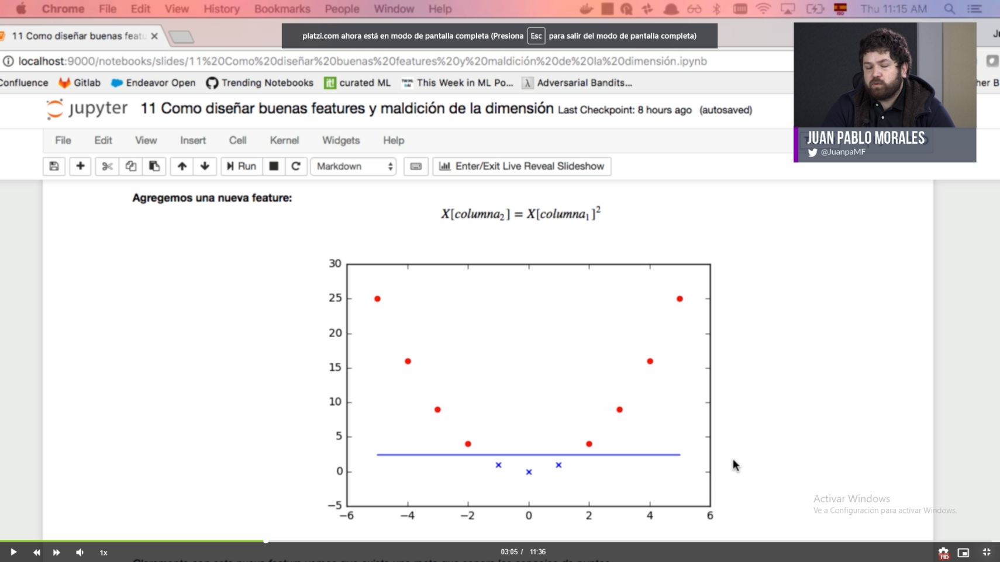 Chrome File Edit View History Bookmarks People Window Help Thu 11:15 AM
11 Como diseñar buenas featu
platzi.com ahora está en modo de pantalla completa (Presiona Esc para salir del modo de pantalla completa)
localhost:9000/notebooks/slides/11%20Como%20diseñar%20buenas%20features%20y%20maldición%20de%20la%20dimensión.ipynb
Confluence Gitlab Endeavor Open Trending Notebooks it! curated ML This Week in ML Po... λ Adversarial Bandits... her B
jupyter 11 Como diseñar buenas features y maldición de la dimensión Last Checkpoint: 8 hours ago (autosaved)
JUAN PABLO MORALES
@JuanpaMF
File Edit View Insert Cell Kernel Widgets Help
Run Markdown Enter/Exit Live Reveal Slideshow
Agregemos una nueva feature:
X[columna₂] = X[columna₁]²
30
25
20
15
10
5
0
−5
−6 −4 −2 0 2 4 6
Activar Windows
Ve a Configuración para activar Windows.
1x 03:05 / 11:36 HD